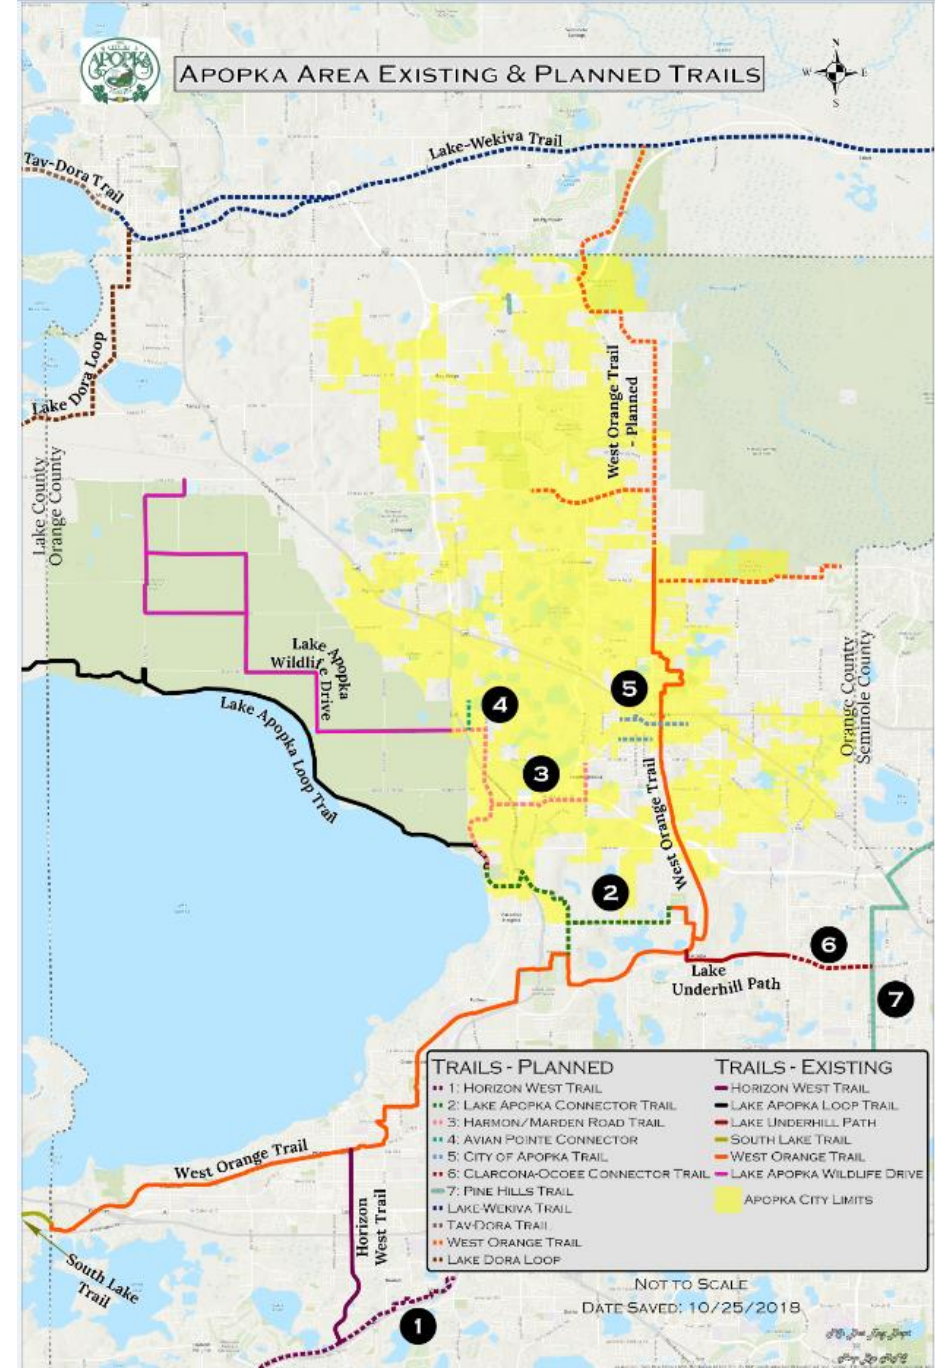 APOPKA
APOPKA AREA EXISTING & PLANNED TRAILS
N
W
E
S
Lake-Wekiva Trail
Tav-Dora Trail
Lake Dora Loop
West Orange Trail
- Planned
Lake County
Orange County
Lake Apopka
Wildlife Drive
Lake Apopka Loop Trail
4
5
3
Orange County
Seminole County
West Orange Trail
2
6
Lake
Underhill Path
7
West Orange Trail
Horizon
West Trail
South Lake
Trail
1
TRAILS - PLANNED
1: HORIZON WEST TRAIL
2: LAKE APOPKA CONNECTOR TRAIL
3: HARMON/MARDEN ROAD TRAIL
4: AVIAN POINTE CONNECTOR
5: CITY OF APOPKA TRAIL
6: CLARCONA-OCOEE CONNECTOR TRAIL
7: PINE HILLS TRAIL
LAKE-WEKIVA TRAIL
TAV-DORA TRAIL
WEST ORANGE TRAIL
LAKE DORA LOOP
TRAILS - EXISTING
HORIZON WEST TRAIL
LAKE APOPKA LOOP TRAIL
LAKE UNDERHILL PATH
SOUTH LAKE TRAIL
WEST ORANGE TRAIL
LAKE APOPKA WILDLIFE DRIVE
APOPKA CITY LIMITS
NOT TO SCALE
DATE SAVED: 10/25/2018